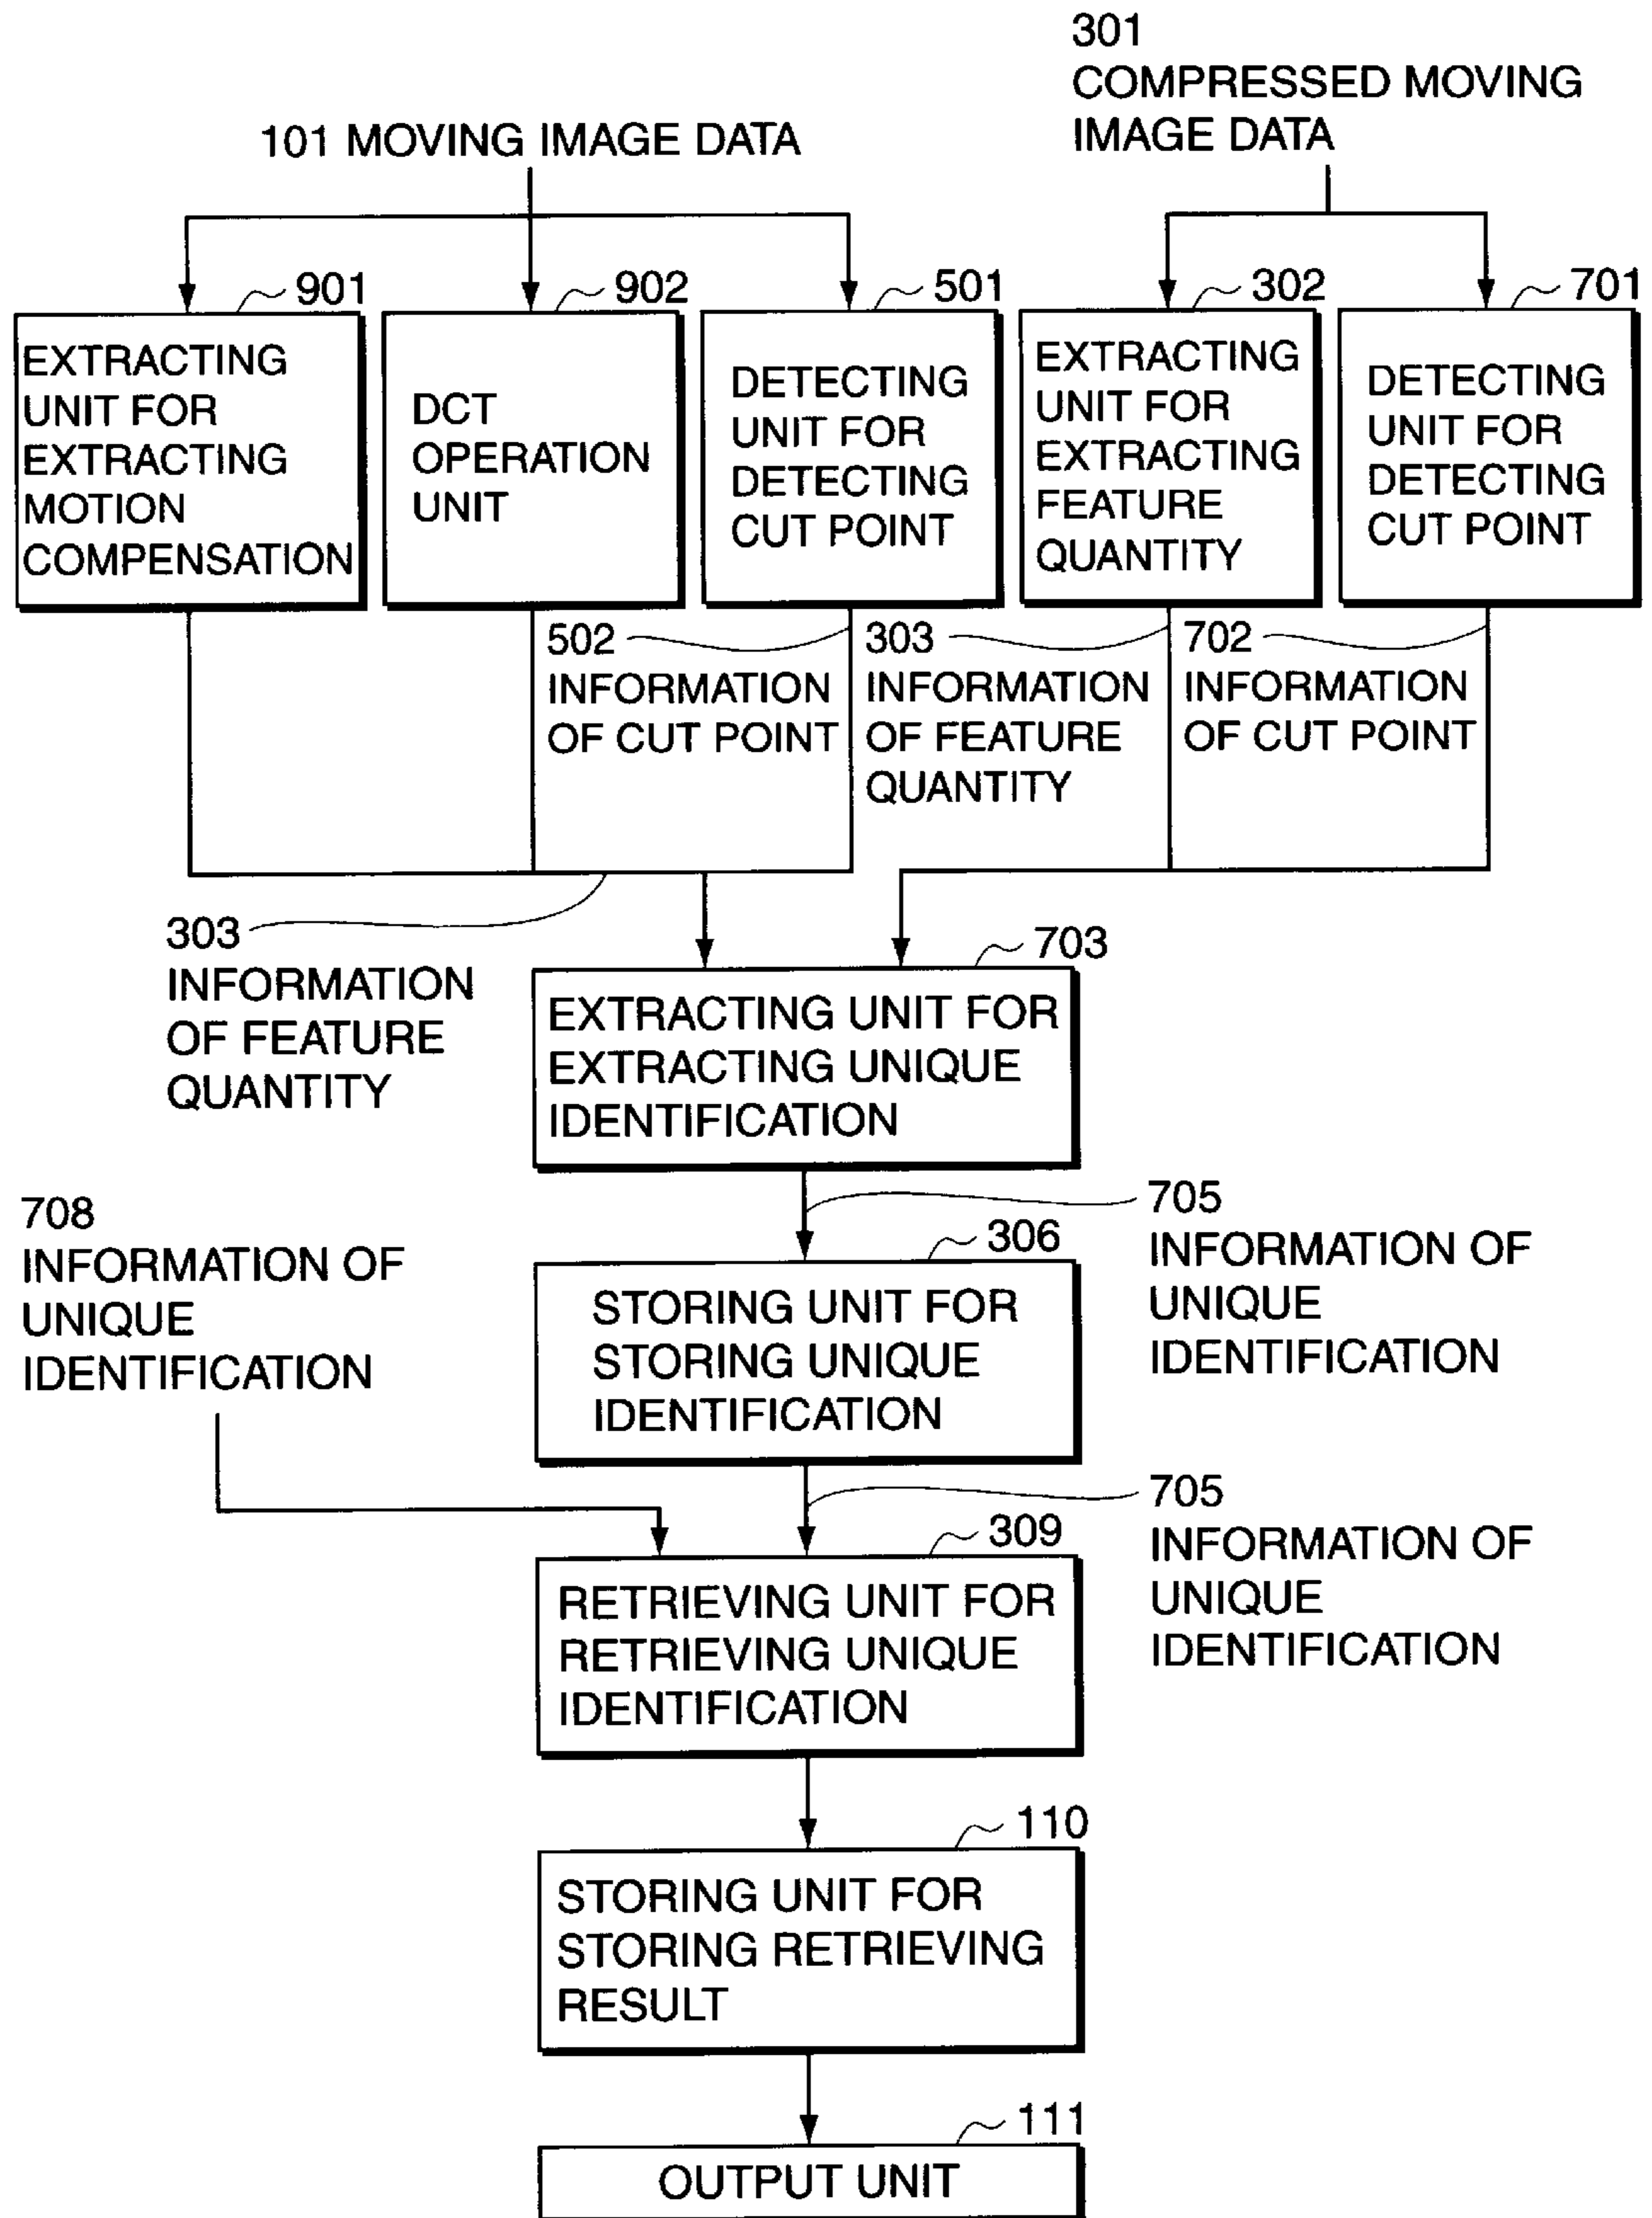 301
COMPRESSED MOVING
IMAGE DATA
101 MOVING IMAGE DATA
901
902
501
302
701
EXTRACTING
UNIT FOR
EXTRACTING
MOTION
COMPENSATION
DCT
OPERATION
UNIT
DETECTING
UNIT FOR
DETECTING
CUT POINT
EXTRACTING
UNIT FOR
EXTRACTING
FEATURE
QUANTITY
DETECTING
UNIT FOR
DETECTING
CUT POINT
502
INFORMATION
OF CUT POINT
303
INFORMATION
OF FEATURE
QUANTITY
702
INFORMATION
OF CUT POINT
303
INFORMATION
OF FEATURE
QUANTITY
703
EXTRACTING UNIT FOR
EXTRACTING UNIQUE
IDENTIFICATION
705
INFORMATION OF
UNIQUE
IDENTIFICATION
708
INFORMATION OF
UNIQUE
IDENTIFICATION
306
STORING UNIT FOR
STORING UNIQUE
IDENTIFICATION
705
INFORMATION OF
UNIQUE
IDENTIFICATION
309
RETRIEVING UNIT FOR
RETRIEVING UNIQUE
IDENTIFICATION
110
STORING UNIT FOR
STORING RETRIEVING
RESULT
111
OUTPUT UNIT